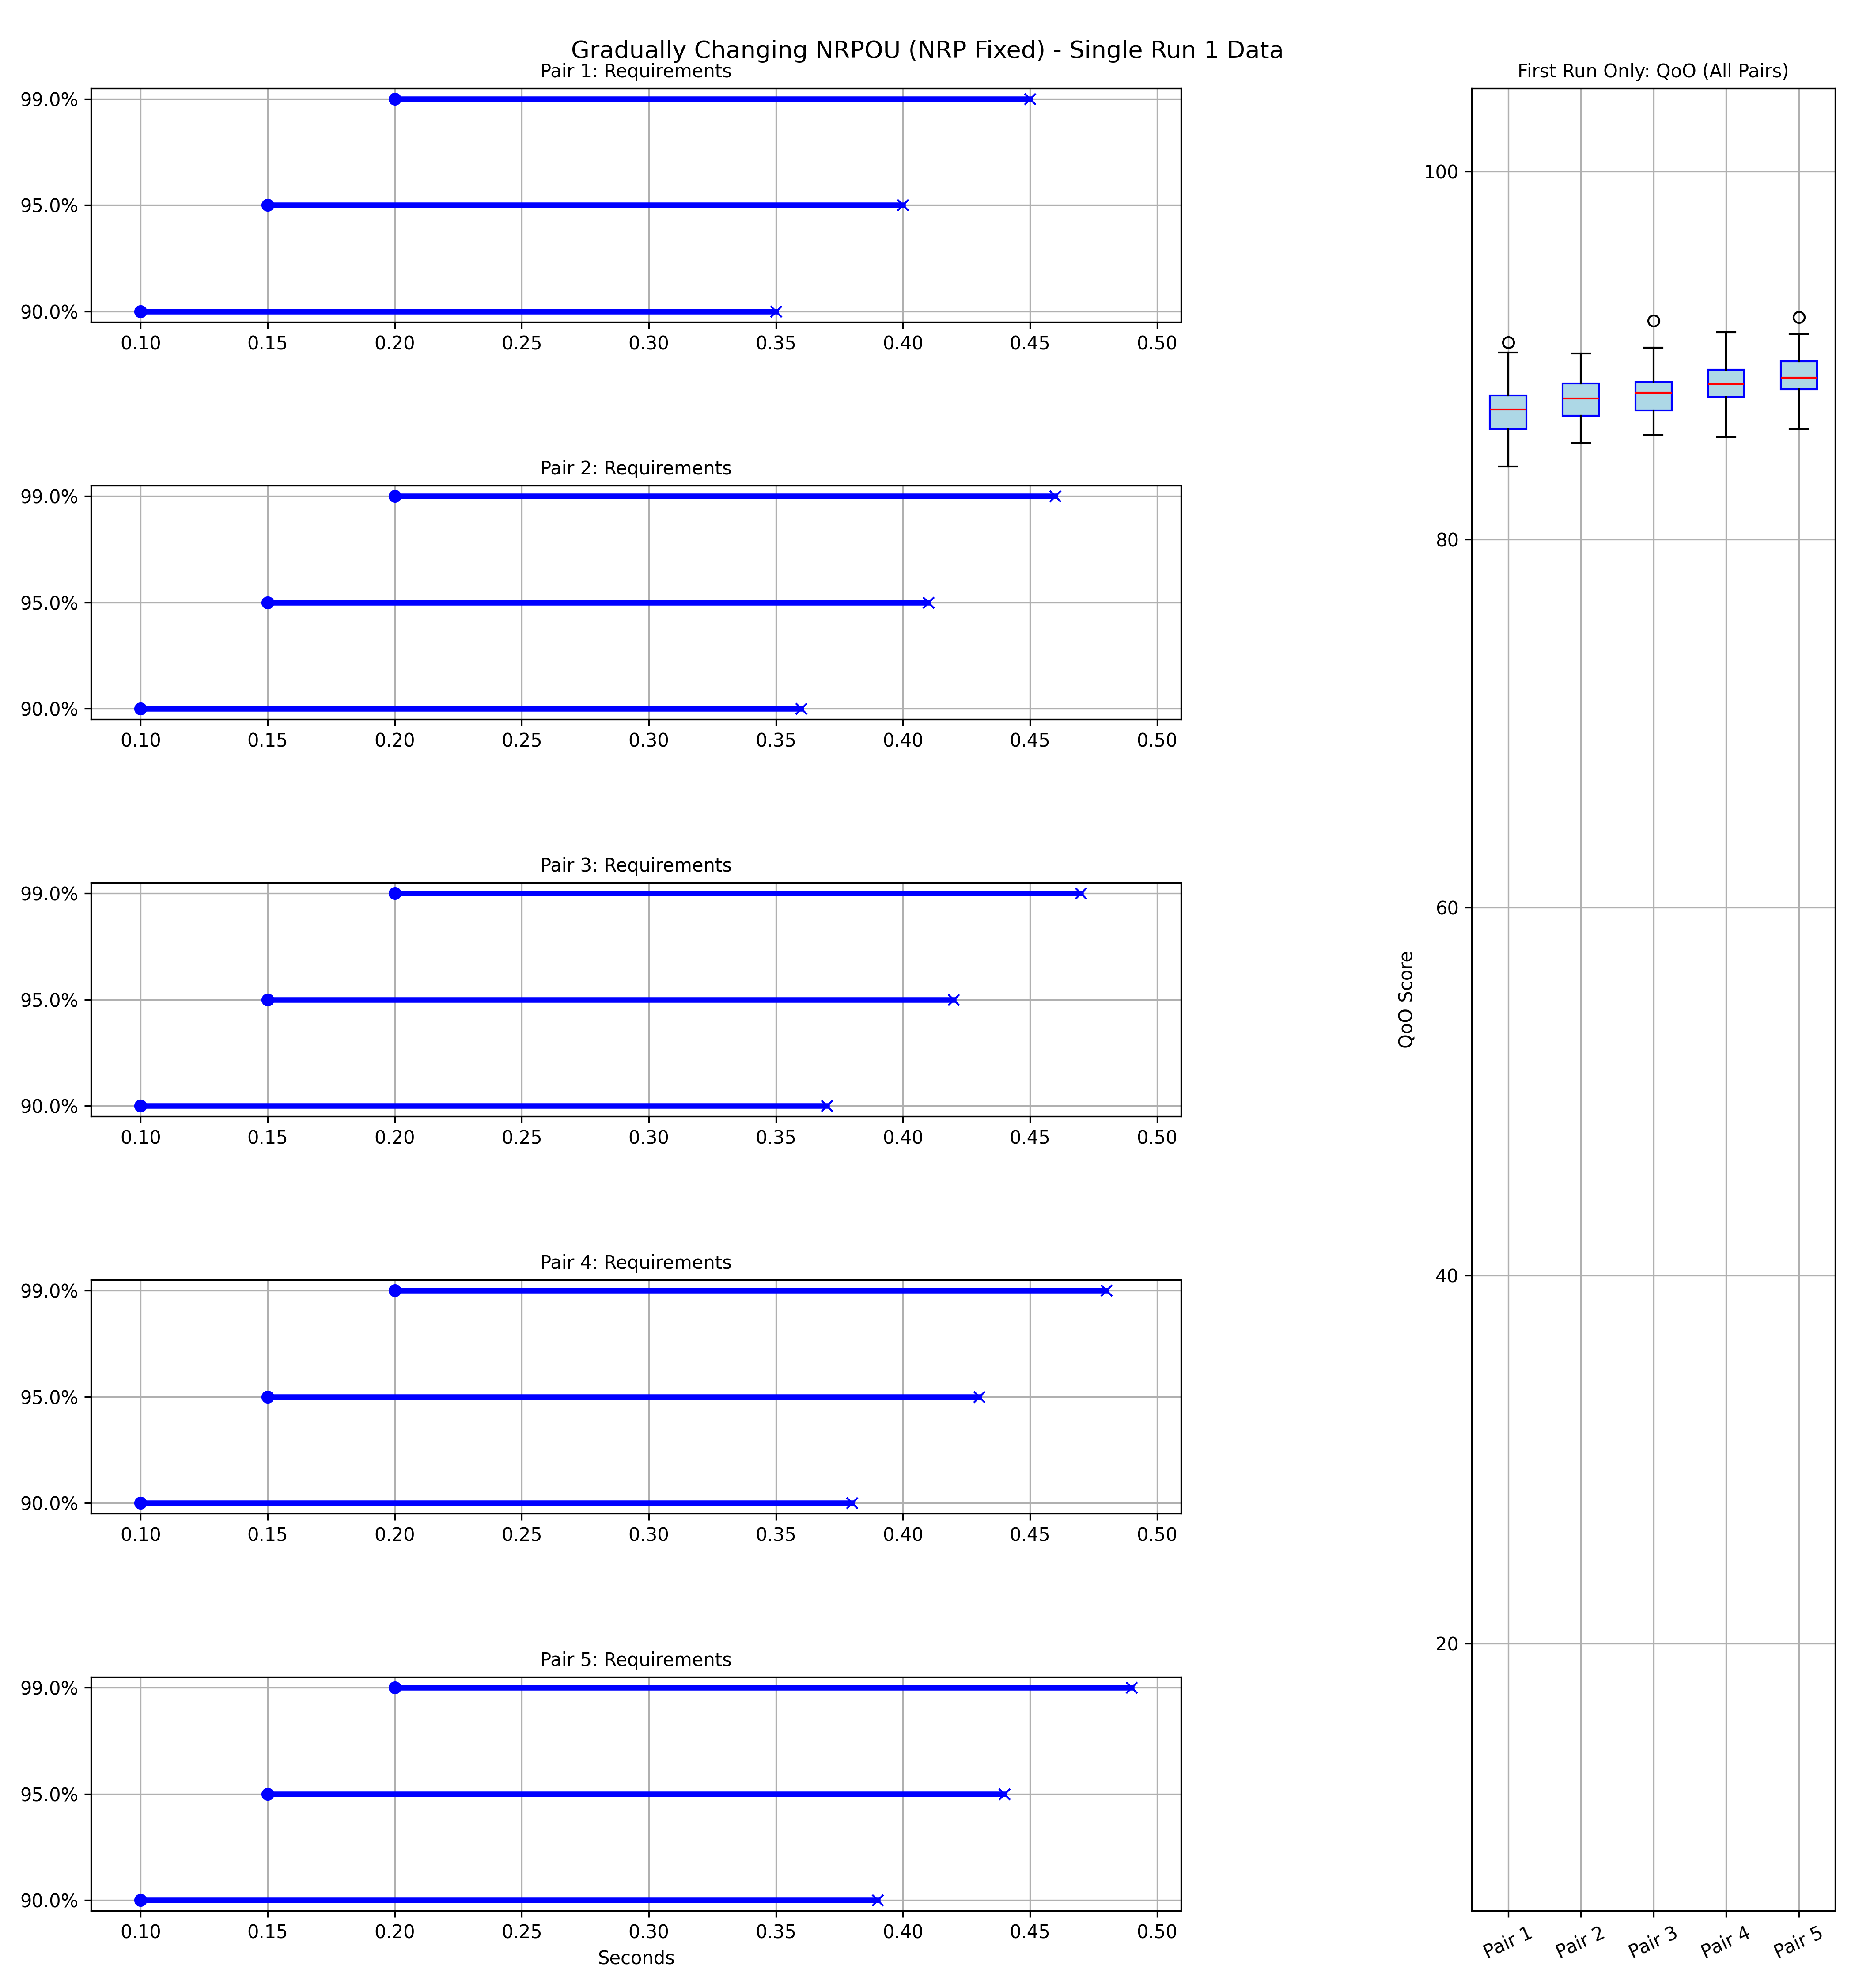 Gradually Changing NRPOU (NRP Fixed) - Single Run 1 Data
Pair 1: Requirements
99.0%
95.0%
90.0%
0.10 0.15 0.20 0.25 0.30 0.35 0.40 0.45 0.50
Pair 2: Requirements
99.0%
95.0%
90.0%
0.10 0.15 0.20 0.25 0.30 0.35 0.40 0.45 0.50
Pair 3: Requirements
99.0%
95.0%
90.0%
0.10 0.15 0.20 0.25 0.30 0.35 0.40 0.45 0.50
Pair 4: Requirements
99.0%
95.0%
90.0%
0.10 0.15 0.20 0.25 0.30 0.35 0.40 0.45 0.50
Pair 5: Requirements
99.0%
95.0%
90.0%
0.10 0.15 0.20 0.25 0.30 0.35 0.40 0.45 0.50
Seconds
First Run Only: QoO (All Pairs)
QoO Score
100
80
60
40
20
Pair 1 Pair 2 Pair 3 Pair 4 Pair 5